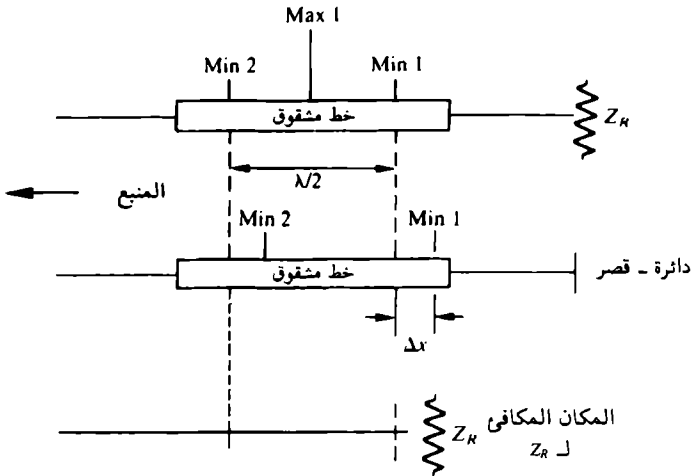 Max 1
Min 2
Min 1
خط مشقوق
Z_R
λ/2
المنبع
Min 2
Min 1
خط مشقوق
دائرة - قصر
Δx
Z_R
المكان المكافئ
لـ Z_R